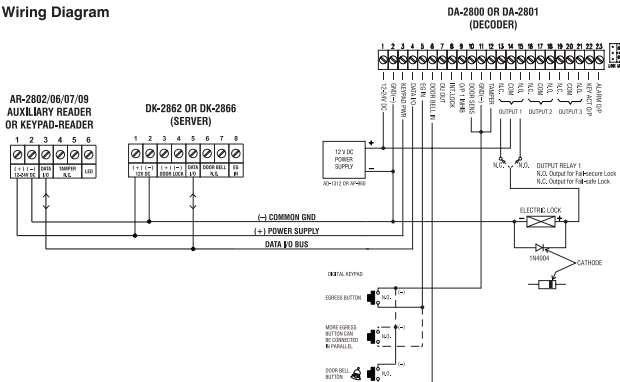 Wiring Diagram
DA-2800 OR DA-2801
(DECODER)
1 2 3 4 5 6 7 8 9 10 11 12 13 14 15 16 17 18 19 20 21 22 23
12-24V DC
GND(-)
KEYPAD PWR
DATA I/O
EG IN
DOOR BELL IN
DU OUT
INT. LOCK
O/P 1 INHIB
DOOR SENS
GND(-)
TAMPER
N.C.
COM
N.O.
N.C.
COM
N.O.
N.C.
COM
N.O.
KEY ACT O/P
ALARM O/P
OUTPUT 1 OUTPUT 2 OUTPUT 3
AR-2802/06/07/09
AUXILIARY READER
OR KEYPAD-READER
1 2 3 4 5 6
(+) (-) DATA TAMPER LED
12-24V DC I/O N.C.
DK-2862 OR DK-2866
(SERVER)
1 2 3 4 5 6 7 8
(+) (-) (+) (-) DATA DOOR BELL EG
12V DC DOOR LOCK I/O N.O. IN
12 V DC
POWER
SUPPLY
+
−
AD-1312 OR AP-960
N.C. N.O.
OUTPUT RELAY 1
N.O. Output for Fail-secure Lock
N.C. Output for Fail-safe Lock
ELECTRIC LOCK
− +
1N4004
CATHODE
(−) COMMON GND
(+) POWER SUPPLY
DATA I/O BUS
DIGITAL KEYPAD
EGRESS BUTTON
N.O.
(−)
MORE EGRESS
BUTTON CAN
BE CONNECTED
IN PARALLEL
N.O.
(−)
DOOR BELL
BUTTON
N.O.
(−)